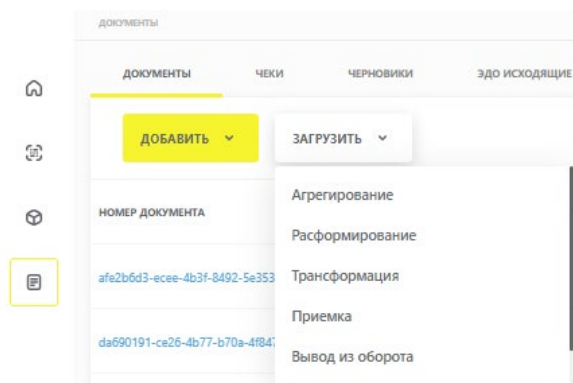 ДОКУМЕНТЫ
ДОКУМЕНТЫ ЧЕКИ ЧЕРНОВИКИ ЭДО ИСХОДЯЩИЕ
ДОБАВИТЬ ЗАГРУЗИТЬ
НОМЕР ДОКУМЕНТА
Агрегирование
Расформирование
afe2b6d3-ecee-4b3f-8492-5e353
Трансформация
Приемка
da690191-ce26-4b77-b70a-4f847
Вывод из оборота